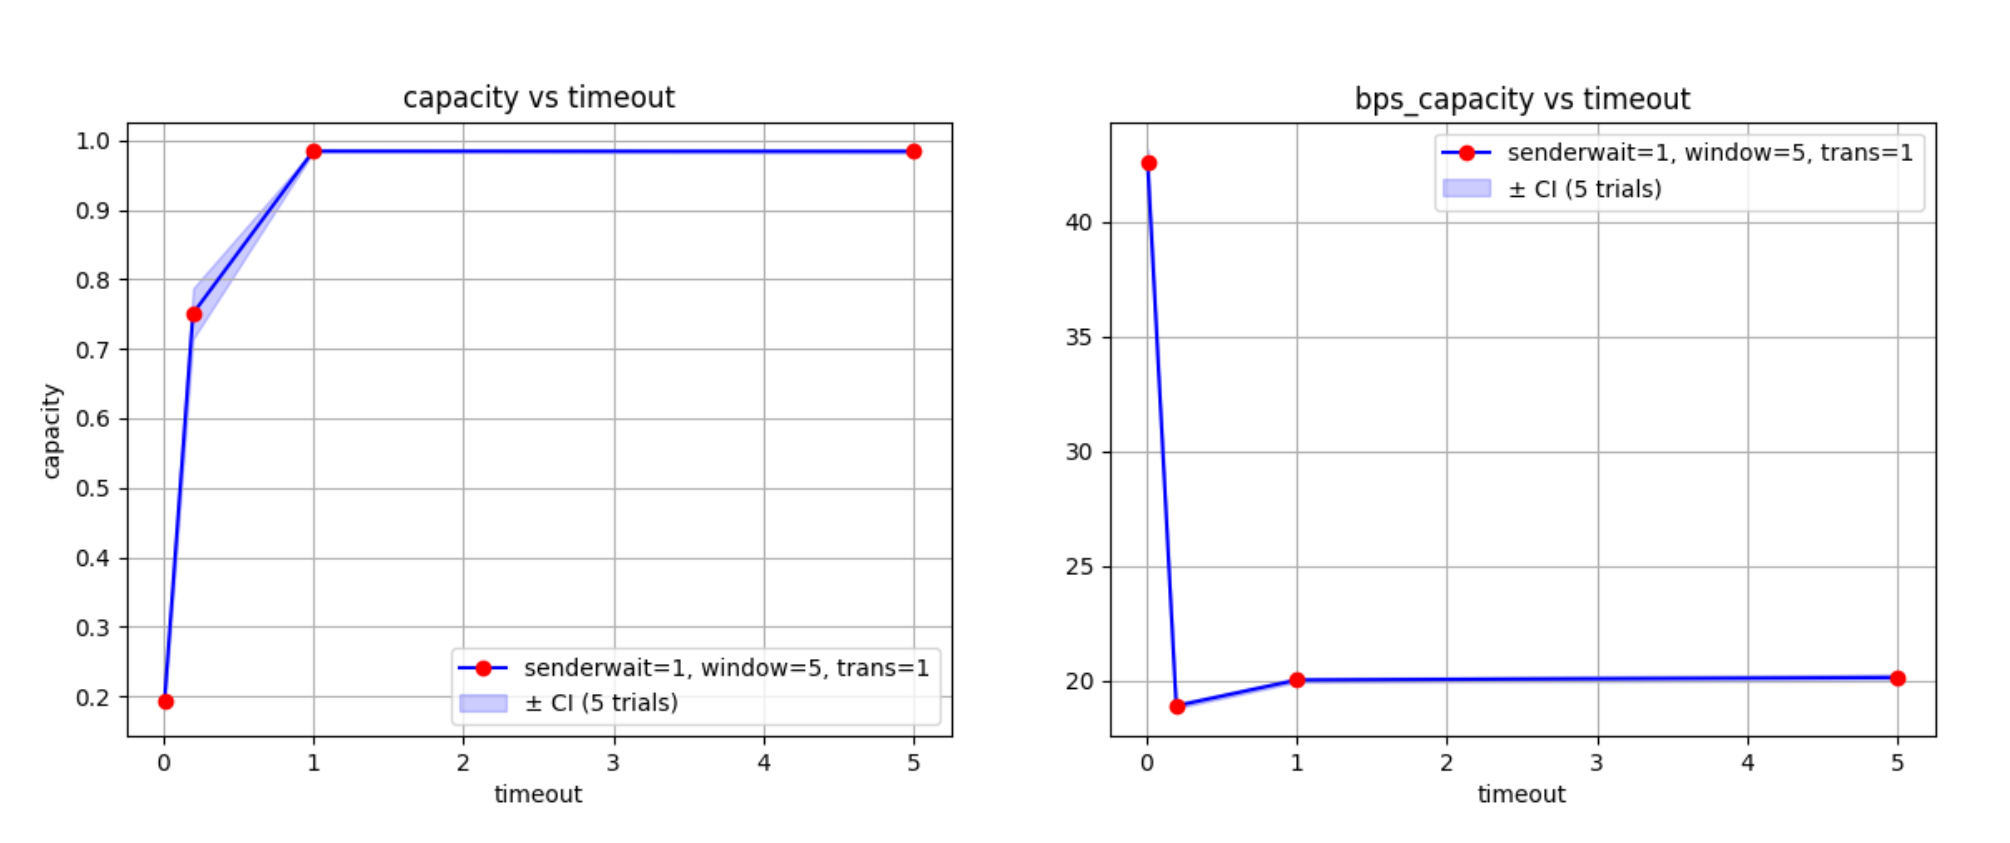 capacity vs timeout
1.0
0.9
0.8
0.7
0.6
0.5
0.4
0.3
0.2
capacity
senderwait=1, window=5, trans=1
± CI (5 trials)
0 1 2 3 4 5
timeout
bps_capacity vs timeout
40
35
30
25
20
senderwait=1, window=5, trans=1
± CI (5 trials)
0 1 2 3 4 5
timeout